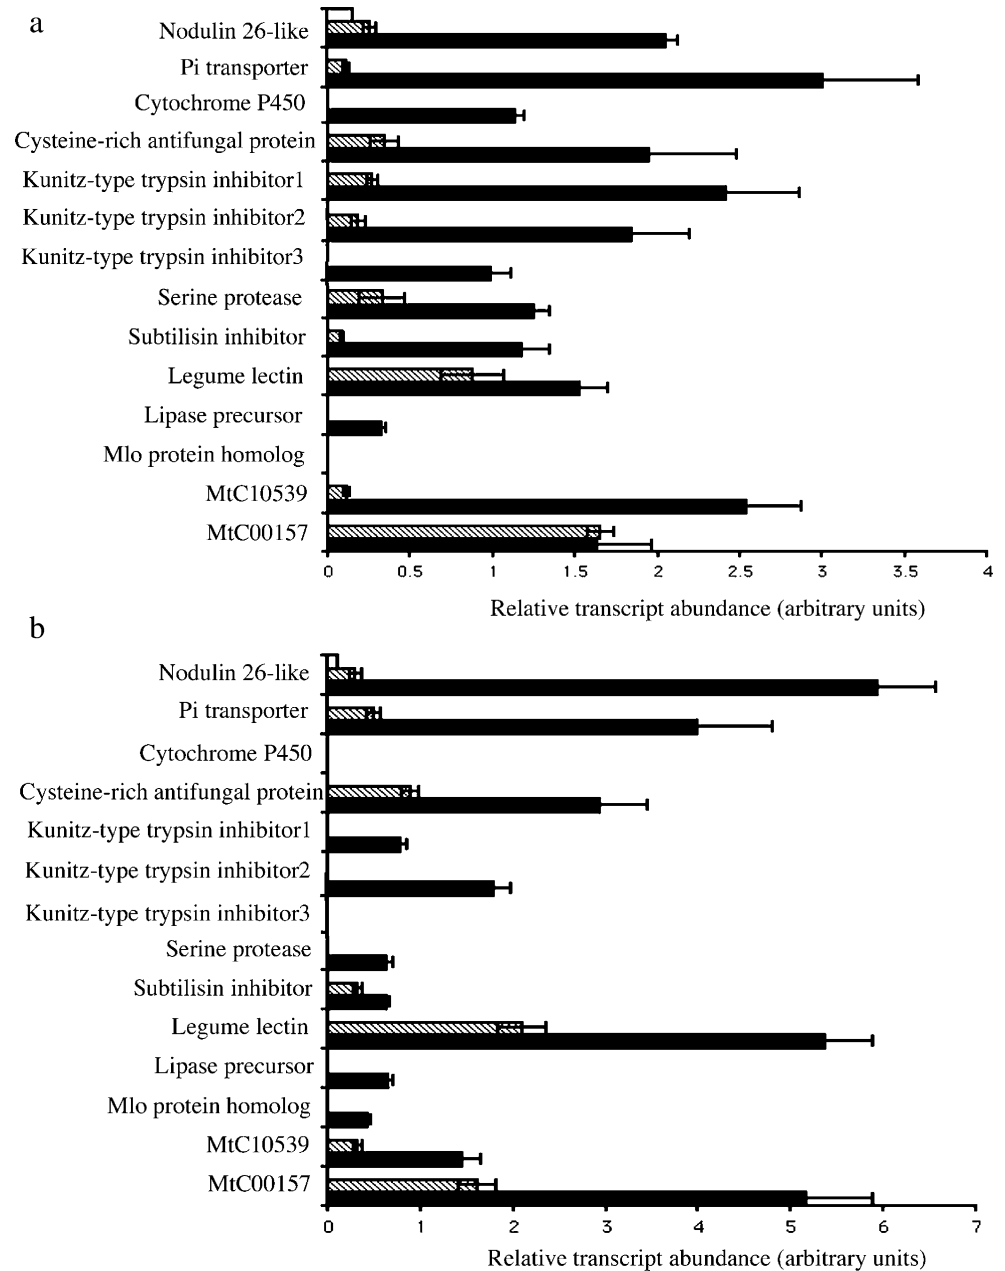 a
Nodulin 26-like
Pi transporter
Cytochrome P450
Cysteine-rich antifungal protein
Kunitz-type trypsin inhibitor1
Kunitz-type trypsin inhibitor2
Kunitz-type trypsin inhibitor3
Serine protease
Subtilisin inhibitor
Legume lectin
Lipase precursor
Mlo protein homolog
MtC10539
MtC00157
0 0.5 1 1.5 2 2.5 3 3.5 4
Relative transcript abundance (arbitrary units)
b
Nodulin 26-like
Pi transporter
Cytochrome P450
Cysteine-rich antifungal protein
Kunitz-type trypsin inhibitor1
Kunitz-type trypsin inhibitor2
Kunitz-type trypsin inhibitor3
Serine protease
Subtilisin inhibitor
Legume lectin
Lipase precursor
Mlo protein homolog
MtC10539
MtC00157
0 1 2 3 4 5 6 7
Relative transcript abundance (arbitrary units)